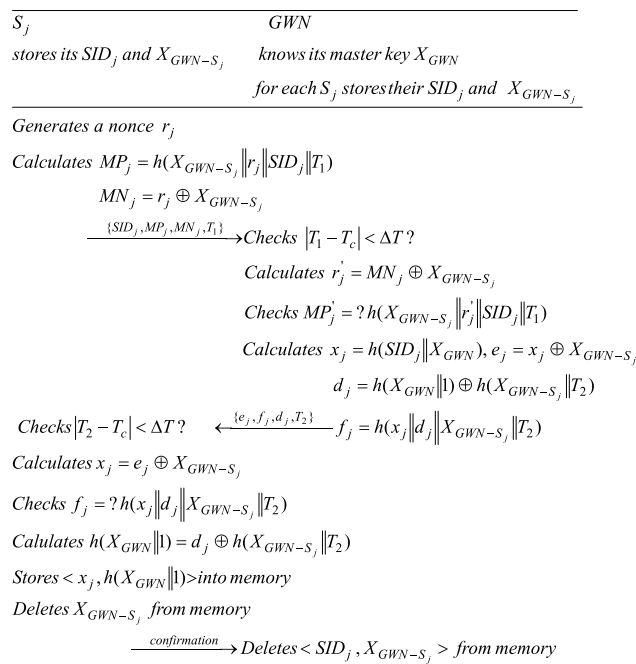 S_j GWN
stores its SID_j and X_{GWN-S_j} knows its master key X_{GWN}
for each S_j storestheir SID_j and X_{GWN-S_j}
Generates a nonce r_j
Calculates MP_j = h(X_{GWN-S_j}||r_j||SID_j||T_1)
MN_j = r_j ⊕ X_{GWN-S_j}
{SID_j, MP_j, MN_j, T_1} → Checks |T_1 − T_c| < ΔT ?
Calculates r_j^' = MN_j ⊕ X_{GWN-S_j}
Checks MP_j^' = ? h(X_{GWN-S_j}||r_j^'||SID_j||T_1)
Calculates x_j = h(SID_j||X_{GWN}), e_j = x_j ⊕ X_{GWN-S_j}
d_j = h(X_{GWN}||1) ⊕ h(X_{GWN-S_j}||T_2)
Checks|T_2 − T_c| < ΔT ? ← {e_j, f_j, d_j, T_2} f_j = h(x_j||d_j||X_{GWN-S_j}||T_2)
Calculates x_j = e_j ⊕ X_{GWN-S_j}
Checks f_j = ? h(x_j||d_j||X_{GWN-S_j}||T_2)
Calulates h(X_{GWN}||1) = d_j ⊕ h(X_{GWN-S_j}||T_2)
Stores < x_j, h(X_{GWN}||1) > into memory
Deletes X_{GWN-S_j} from memory
confirmation → Deletes < SID_j, X_{GWN-S_j} > from memory